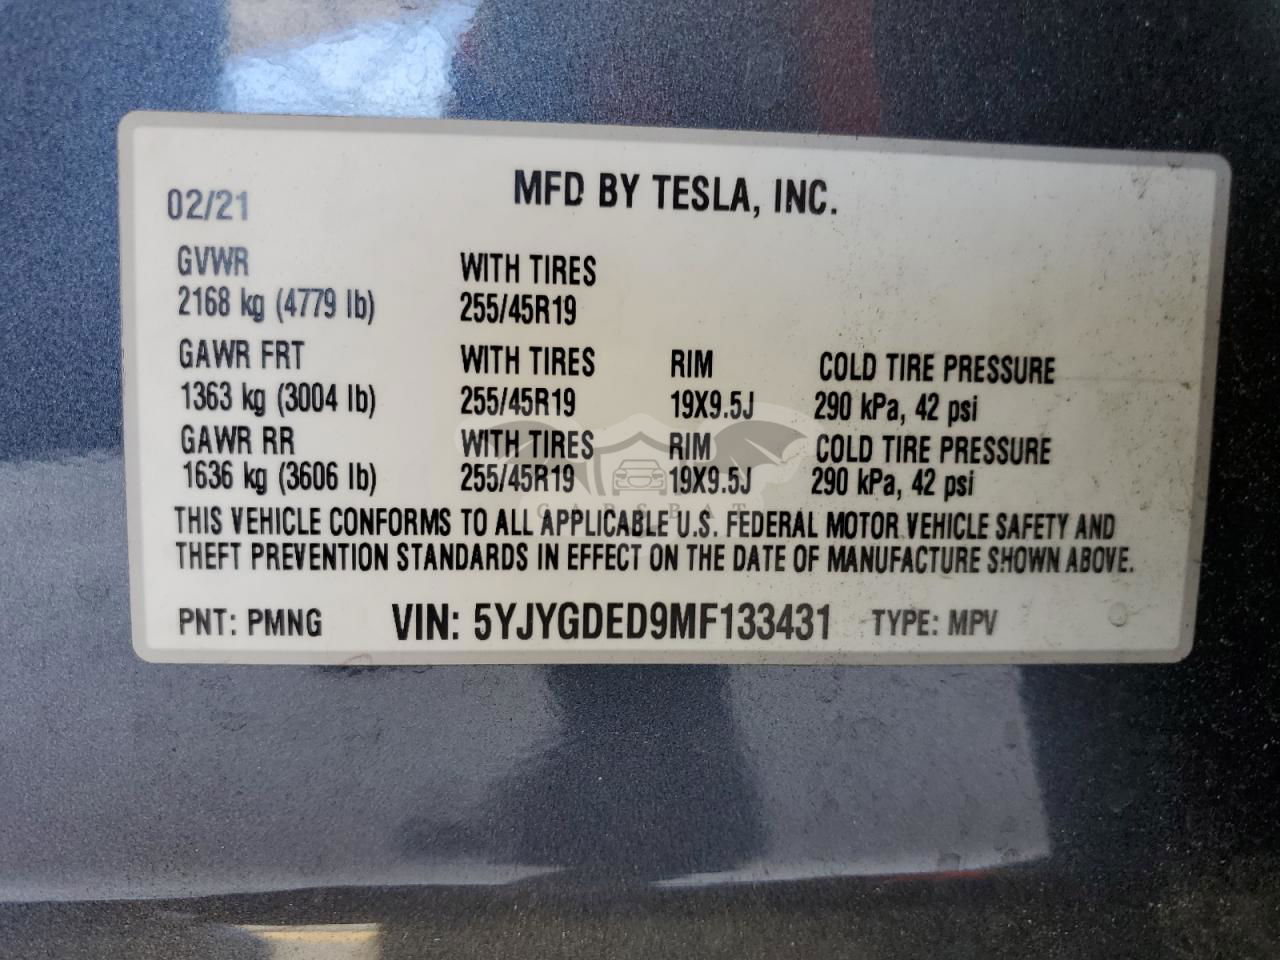 MFD BY TESLA, INC.
02/21
GVWR WITH TIRES
2168 kg (4779 lb) 255/45R19
GAWR FRT WITH TIRES RIM COLD TIRE PRESSURE
1363 kg (3004 lb) 255/45R19 19X9.5J 290 kPa, 42 psi
GAWR RR WITH TIRES RIM COLD TIRE PRESSURE
1636 kg (3606 lb) 255/45R19 19X9.5J 290 kPa, 42 psi
CARSBAT
THIS VEHICLE CONFORMS TO ALL APPLICABLE U.S. FEDERAL MOTOR VEHICLE SAFETY AND
THEFT PREVENTION STANDARDS IN EFFECT ON THE DATE OF MANUFACTURE SHOWN ABOVE.
PNT: PMNG VIN: 5YJYGDED9MF133431 TYPE: MPV